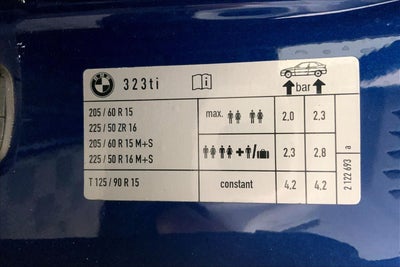 BMW 323ti
bar
205/60 R 15
225/50 ZR 16
max. 2,0 2,3
205/60 R 15 M+S
225/50 R 16 M+S
+ / 2,3 2,8
T 125/90 R 15 constant 4,2 4,2
2 122 693 a